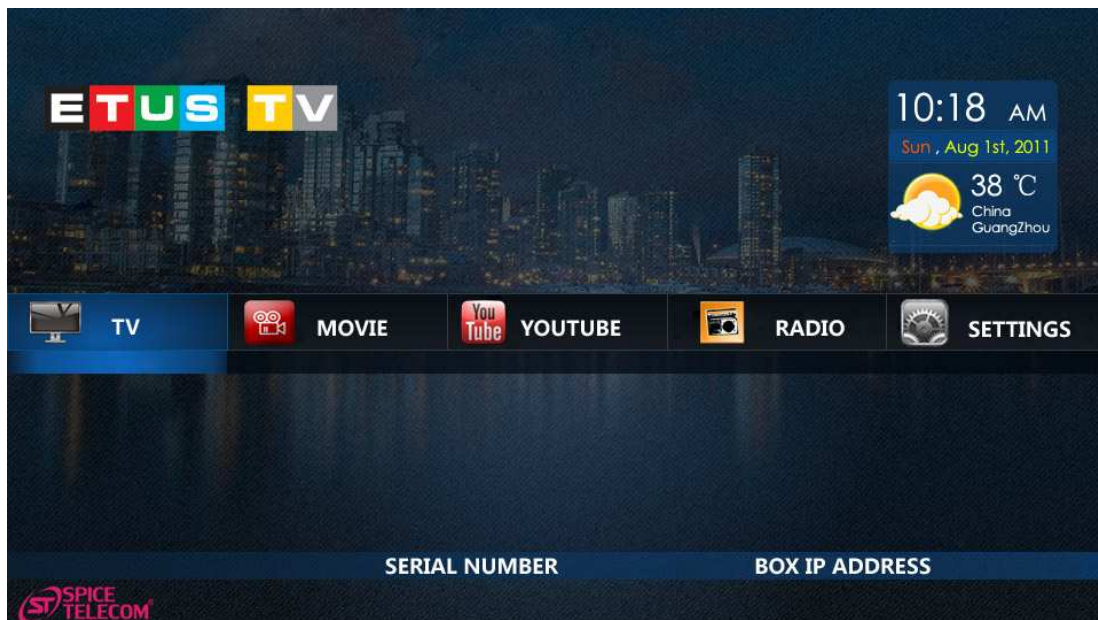 ETUS TV
10:18 AM
Sun , Aug 1st, 2011
38 ℃
China
GuangZhou
TV
MOVIE
You
Tube
YOUTUBE
RADIO
SETTINGS
SERIAL NUMBER
BOX IP ADDRESS
ST SPICE
TELECOM